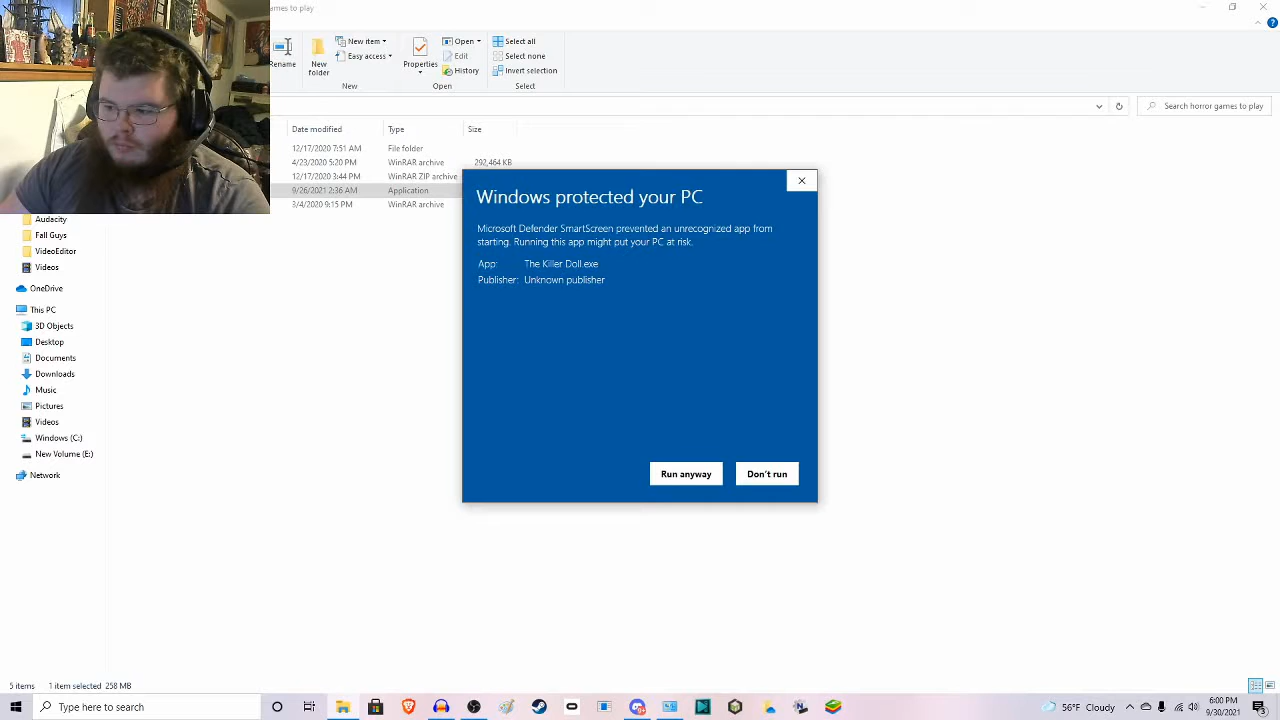 ames to play
Rename
New folder
New
New item
Easy access
Properties
Open
Edit
History
Open
Select all
Select none
Invert selection
Select
Search horror games to play
Date modified Type Size
12/17/2020 7:51 AM File folder
4/23/2020 5:20 PM WinRAR archive 292,464 KB
12/17/2020 3:44 PM WinRAR ZIP archive
9/26/2021 2:36 AM Application
3/4/2020 9:15 PM WinRAR archive
Windows protected your PC
Microsoft Defender SmartScreen prevented an unrecognized app from
starting. Running this app might put your PC at risk.
App: The Killer Doll.exe
Publisher: Unknown publisher
Run anyway Don't run
Audacity
Fall Guys
VideoEditor
Videos
OneDrive
This PC
3D Objects
Desktop
Documents
Downloads
Music
Pictures
Videos
Windows (C:)
New Volume (E:)
Network
5 items 1 item selected 258 MB
Type here to search
Cloudy
6:00 PM
9/30/2021